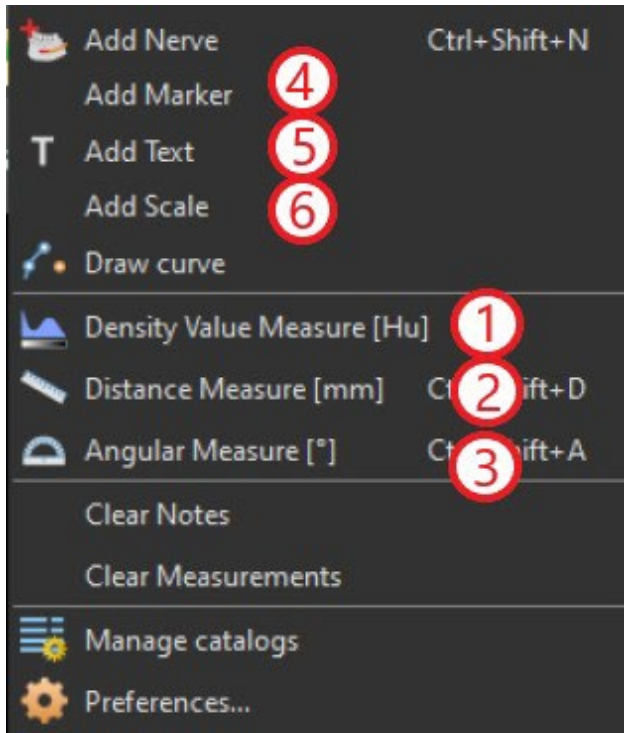 Add Nerve Ctrl+Shift+N
Add Marker 4
T Add Text 5
Add Scale 6
Draw curve
Density Value Measure [Hu] 1
Distance Measure [mm] Ct 2 ift+D
Angular Measure [°] Ct 3 ift+A
Clear Notes
Clear Measurements
Manage catalogs
Preferences...